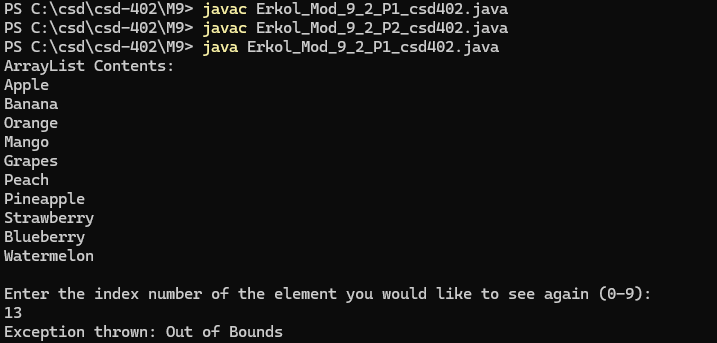 PS C:\csd\csd-402\M9> javac Erkol_Mod_9_2_P1_csd402.java
PS C:\csd\csd-402\M9> javac Erkol_Mod_9_2_P2_csd402.java
PS C:\csd\csd-402\M9> java Erkol_Mod_9_2_P1_csd402.java
ArrayList Contents:
Apple
Banana
Orange
Mango
Grapes
Peach
Pineapple
Strawberry
Blueberry
Watermelon
Enter the index number of the element you would like to see again (0-9):
13
Exception thrown: Out of Bounds